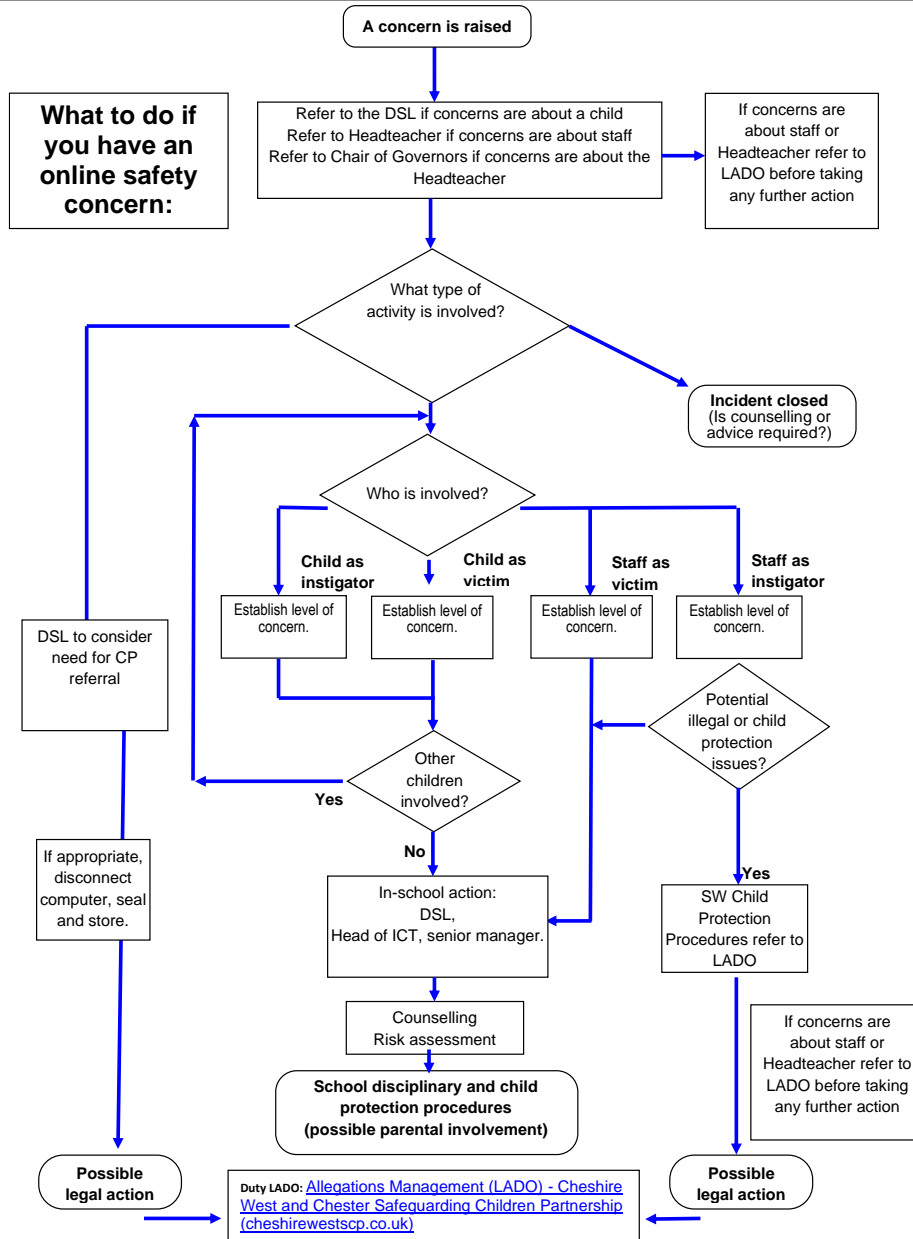 A concern is raised
What to do if
you have an
online safety
concern:
Refer to the DSL if concerns are about a child
Refer to Headteacher if concerns are about staff
Refer to Chair of Governors if concerns are about the
Headteacher
If concerns are
about staff or
Headteacher refer to
LADO before taking
any further action
What type of
activity is involved?
Incident closed
(Is counselling or
advice required?)
Who is involved?
Child as
instigator
Child as
victim
Staff as
victim
Staff as
instigator
Establish level of
concern.
Establish level of
concern.
Establish level of
concern.
Establish level of
concern.
DSL to consider
need for CP
referral
Potential
illegal or child
protection
issues?
Other
children
involved?
Yes
No
If appropriate,
disconnect
computer, seal
and store.
In-school action:
DSL,
Head of ICT, senior manager.
Yes
SW Child
Protection
Procedures refer to
LADO
Counselling
Risk assessment
If concerns are
about staff or
Headteacher refer to
LADO before taking
any further action
School disciplinary and child
protection procedures
(possible parental involvement)
Possible
legal action
Duty LADO: Allegations Management (LADO) - Cheshire
West and Chester Safeguarding Children Partnership
(cheshirewestscp.co.uk)
Possible
legal action